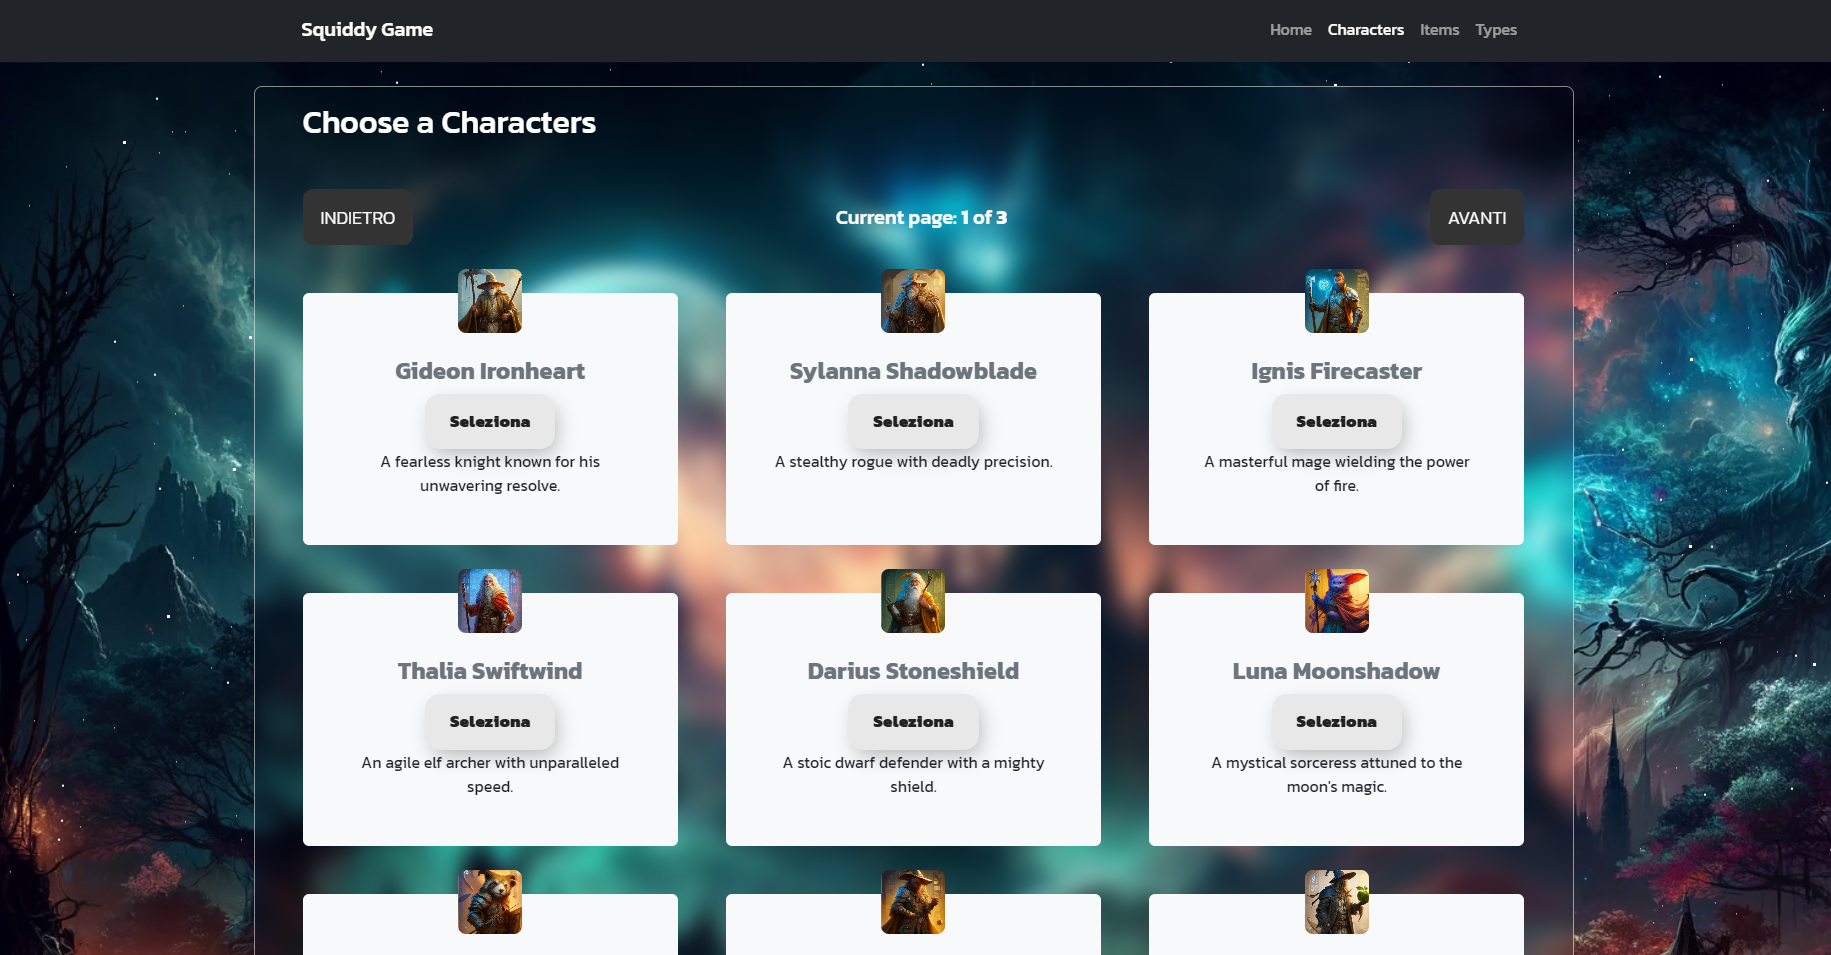 Squiddy Game
Home Characters Items Types
Choose a Characters
INDIETRO
Current page: 1 of 3
AVANTI
Gideon Ironheart
Seleziona
A fearless knight known for his
unwavering resolve.
Sylanna Shadowblade
Seleziona
A stealthy rogue with deadly precision.
Ignis Firecaster
Seleziona
A masterful mage wielding the power
of fire.
Thalia Swiftwind
Seleziona
An agile elf archer with unparalleled
speed.
Darius Stoneshield
Seleziona
A stoic dwarf defender with a mighty
shield.
Luna Moonshadow
Seleziona
A mystical sorceress attuned to the
moon's magic.